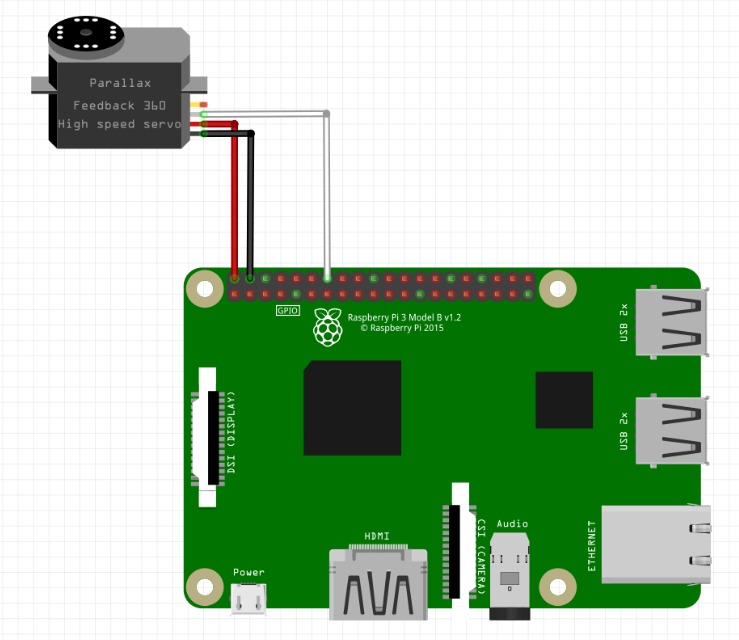 Parallax
Feedback 360
High speed servo
GPIO
Raspberry Pi 3 Model B v1.2
© Raspberry Pi 2015
USB 2x
DSI (DISPLAY)
USB 2x
HDMI
CSI (CAMERA)
Audio
ETHERNET
Power